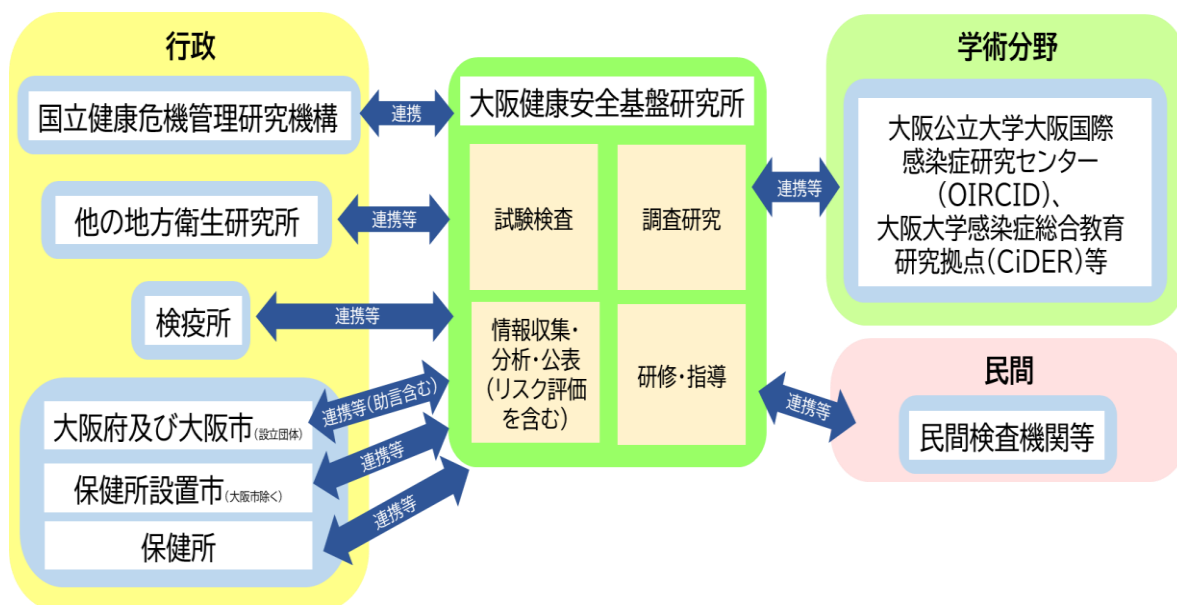 行政
国立健康危機管理研究機構
連携
他の地方衛生研究所
連携等
検疫所
連携等
大阪府及び大阪市(設立団体)
連携等(助言含む)
保健所設置市(大阪市除く)
連携等
保健所
連携等
大阪健康安全基盤研究所
試験検査
調査研究
情報収集・
分析・公表
(リスク評価
を含む)
研修・指導
学術分野
連携等
大阪公立大学大阪国際
感染症研究センター
(OIRCID)、
大阪大学感染症総合教育
研究拠点(CiDER)等
民間
連携等
民間検査機関等